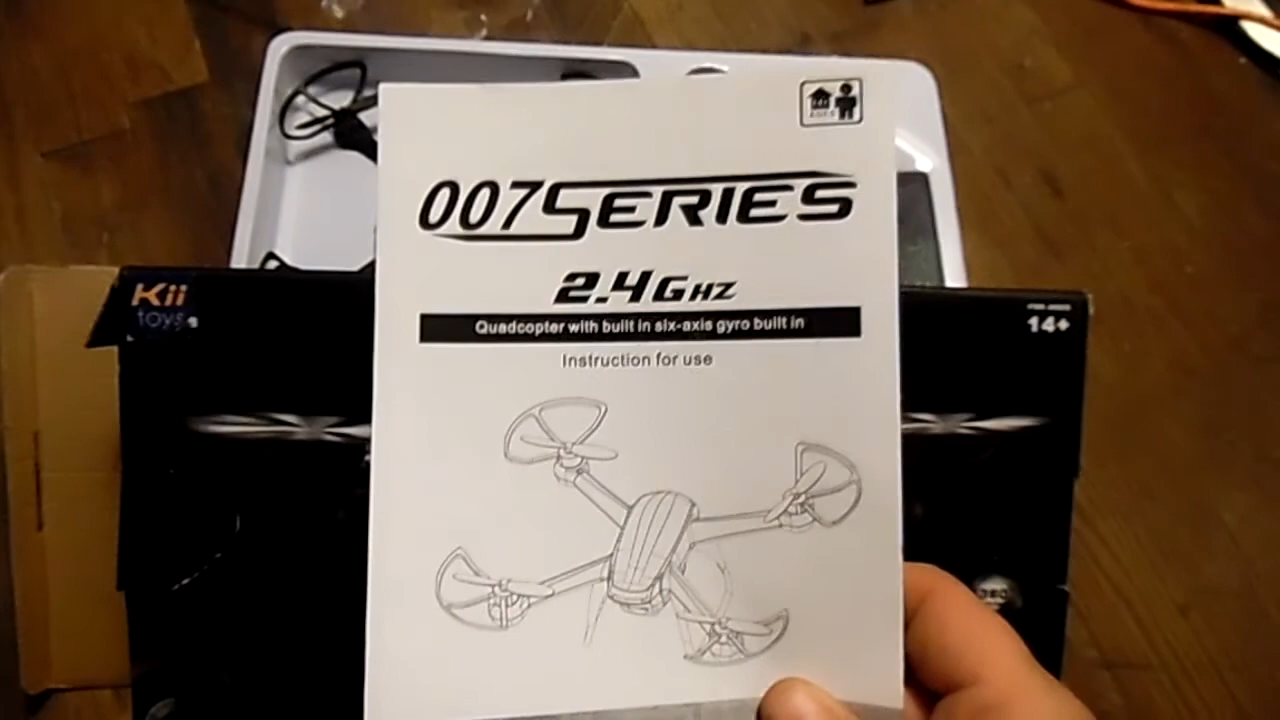 007SERIES
2.4GHZ
Quadcopter with built in six-axis gyro built in
Instruction for use
Kii
toys
14+